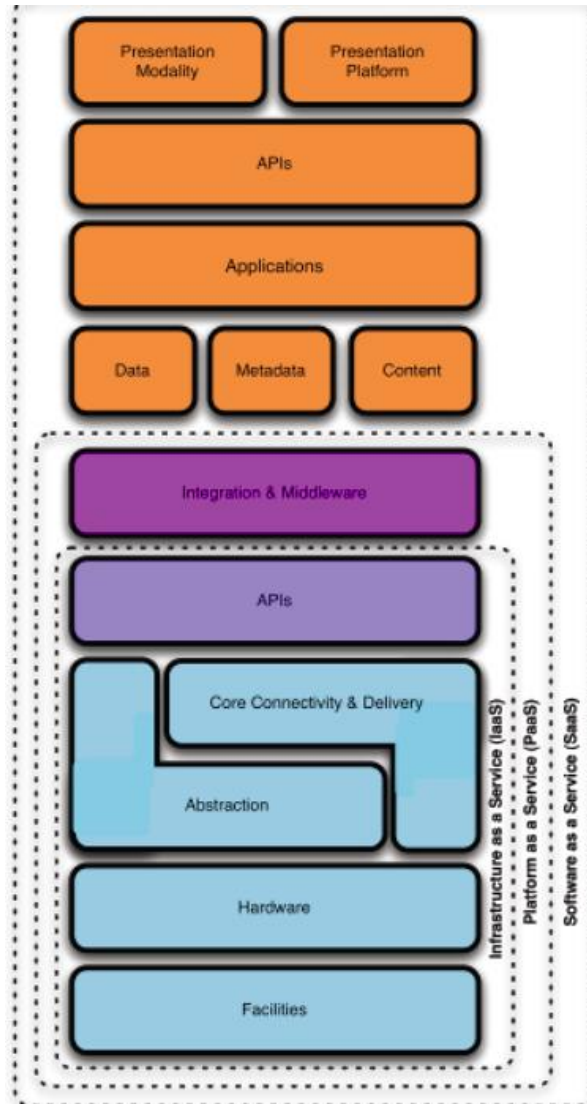 Presentation
Modality
Presentation
Platform
APIs
Applications
Data
Metadata
Content
Integration & Middleware
APIs
Core Connectivity & Delivery
Abstraction
Hardware
Facilities
Infrastructure as a Service (IaaS)
Platform as a Service (PaaS)
Software as a Service (SaaS)